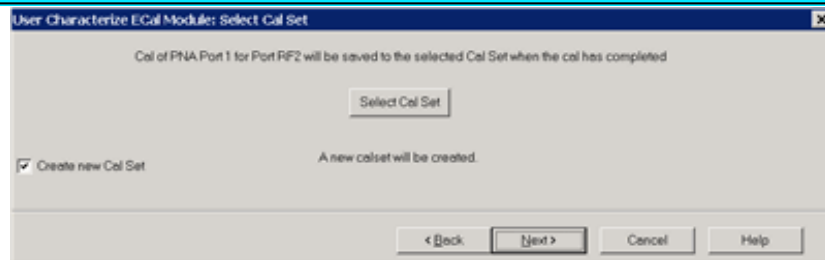 User Characterize ECal Module: Select Cal Set
Cal of PNA Port 1 for Port RF2 will be saved to the selected Cal Set when the cal has completed
Select Cal Set
Create new Cal Set
A new calset will be created.
< Back
Next >
Cancel
Help